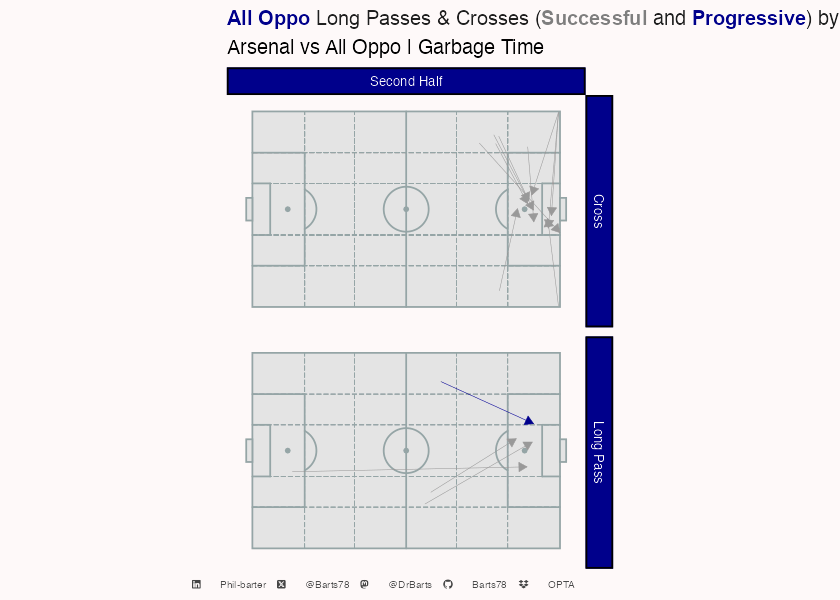 All Oppo Long Passes & Crosses (Successful and Progressive) by
Arsenal vs All Oppo I Garbage Time
Second Half
Cross
Long Pass
Phil-barter @Barts78 @DrBarts Barts78 OPTA